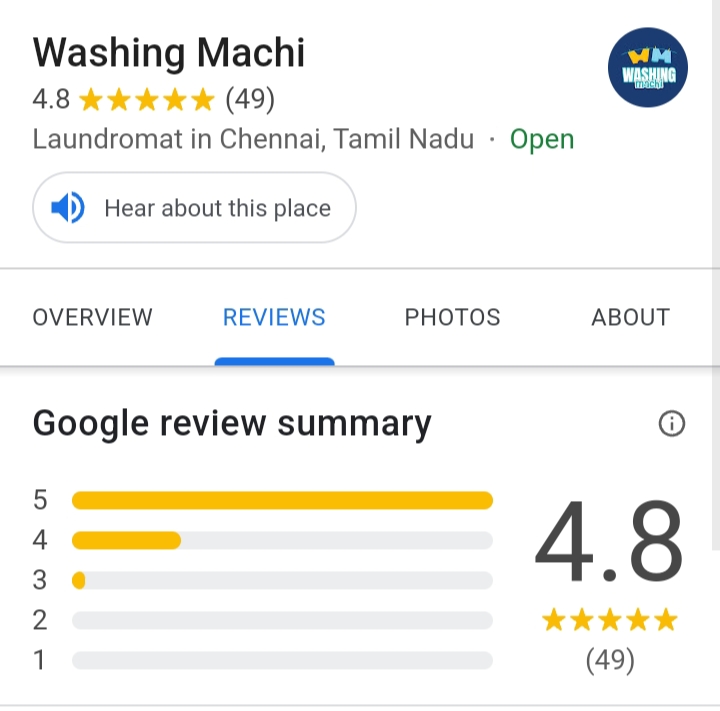 Washing Machi
4.8 ★★★★★ (49)
Laundromat in Chennai, Tamil Nadu · Open
WM
WASHING
machi
Hear about this place
OVERVIEW REVIEWS PHOTOS ABOUT
Google review summary
5
4
3
2
1
4.8
★★★★★
(49)